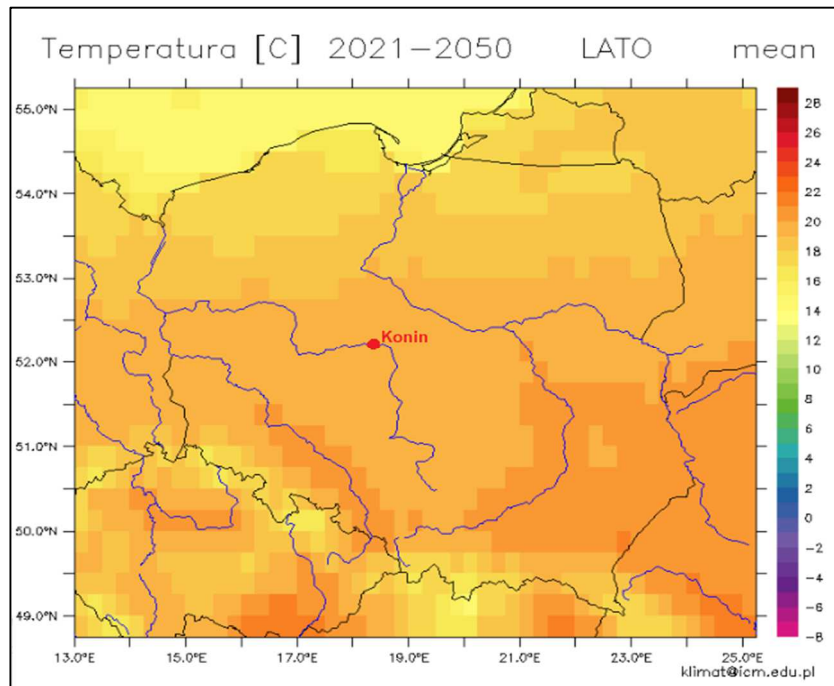 Temperatura [C] 2021–2050 LATO mean
55.0°N
54.0°N
53.0°N
52.0°N
51.0°N
50.0°N
49.0°N
Konin
13.0°E 15.0°E 17.0°E 19.0°E 21.0°E 23.0°E 25.0°E
28
26
24
22
20
18
16
14
12
10
8
6
4
2
0
-2
-4
-6
-8
klimat@icm.edu.pl